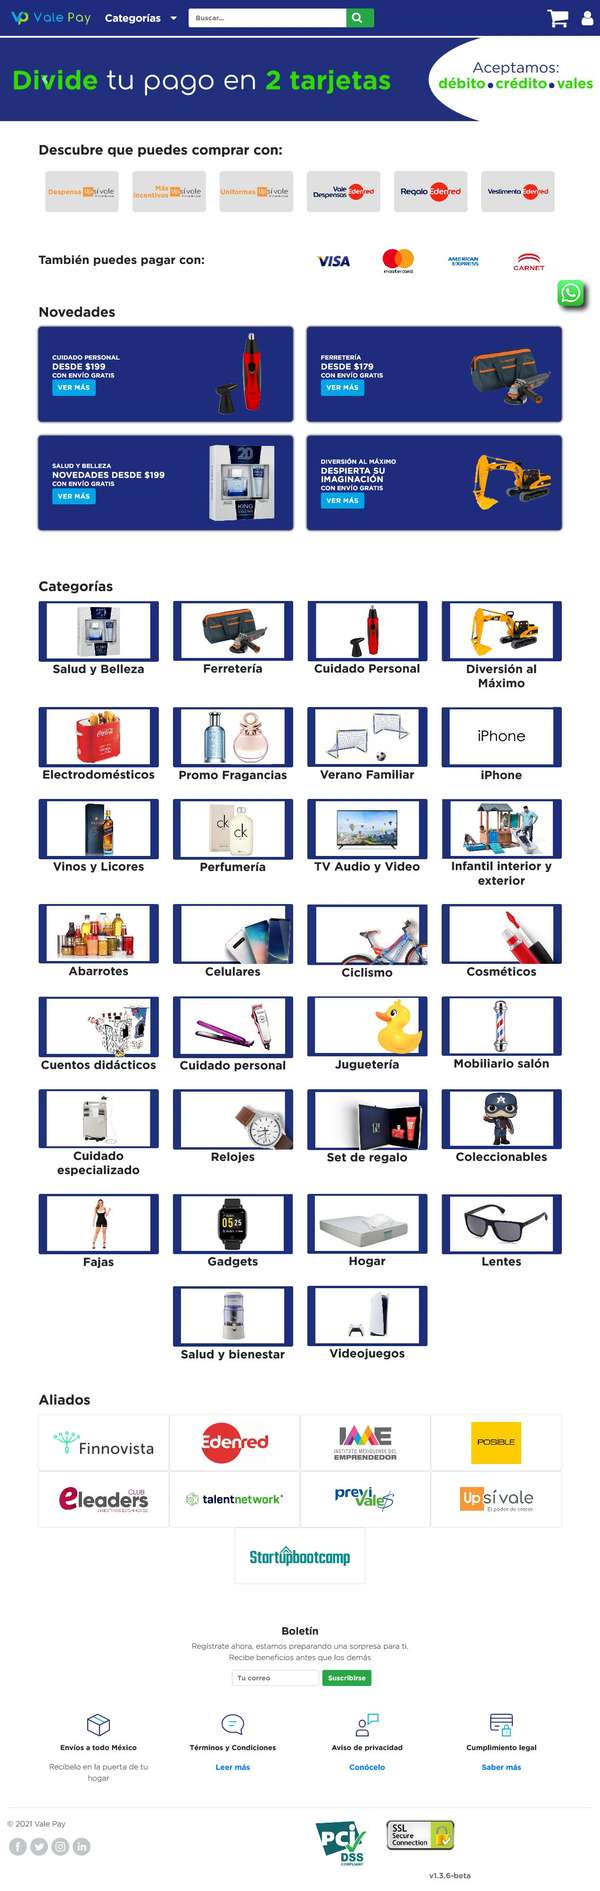 Vale Pay
Categorías
Buscar...
Divide tu pago en 2 tarjetas
Aceptamos:
débito•crédito•vales
Descubre que puedes comprar con:
Despensa Up sí vale
Más Incentivos Up sí vale
Uniformes Up sí vale
Vale Despensas Edenred
Regalo Edenred
Vestimenta Edenred
También puedes pagar con:
VISA
mastercard
AMERICAN EXPRESS
CARNET
Novedades
CUIDADO PERSONAL
DESDE $199
CON ENVÍO GRATIS
VER MÁS
FERRETERÍA
DESDE $179
CON ENVÍO GRATIS
VER MÁS
SALUD Y BELLEZA
NOVEDADES DESDE $199
CON ENVÍO GRATIS
VER MÁS
DIVERSIÓN AL MÁXIMO
DESPIERTA SU
IMAGINACIÓN
CON ENVÍO GRATIS
VER MÁS
Categorías
Salud y Belleza
Ferretería
Cuidado Personal
Diversión al
Máximo
Electrodomésticos
Promo Fragancias
Verano Familiar
iPhone
iPhone
Vinos y Licores
Perfumería
TV Audio y Video
Infantil interior y
exterior
Abarrotes
Celulares
Ciclismo
Cosméticos
Cuentos didácticos
Cuidado personal
Juguetería
Mobiliario salón
Cuidado
especializado
Relojes
Set de regalo
Coleccionables
Fajas
Gadgets
Hogar
Lentes
Salud y bienestar
Videojuegos
Aliados
Finnovista
Edenred
IME
INSTITUTO MEXIQUENSE DEL
EMPRENDEDOR
POSIBLE
CLUB
eleaders
talentnetwork
previ
vale$
Up sí vale
El poder de crecer
Startupbootcamp
Boletín
Registrate ahora, estamos preparando una sorpresa para ti.
Recibe beneficios antes que los demás
Tu correo
Suscribirse
Envíos a todo México
Recíbelo en la puerta de tu
hogar
Términos y Condiciones
Leer más
Aviso de privacidad
Conócelo
Cumplimiento legal
Saber más
© 2021 Vale Pay
PCI
DSS
COMPLIANT
SSL
Secure
Connection
v1.3.6-beta